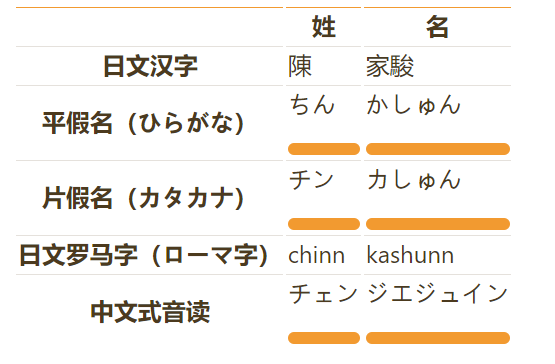 姓 名
日文汉字 陳 家駿
平假名（ひらがな） ちん かしゅん
片假名（カタカナ） チン カしゅん
日文罗马字（ローマ字） chinn kashunn
中文式音读 チェン ジエジュイン